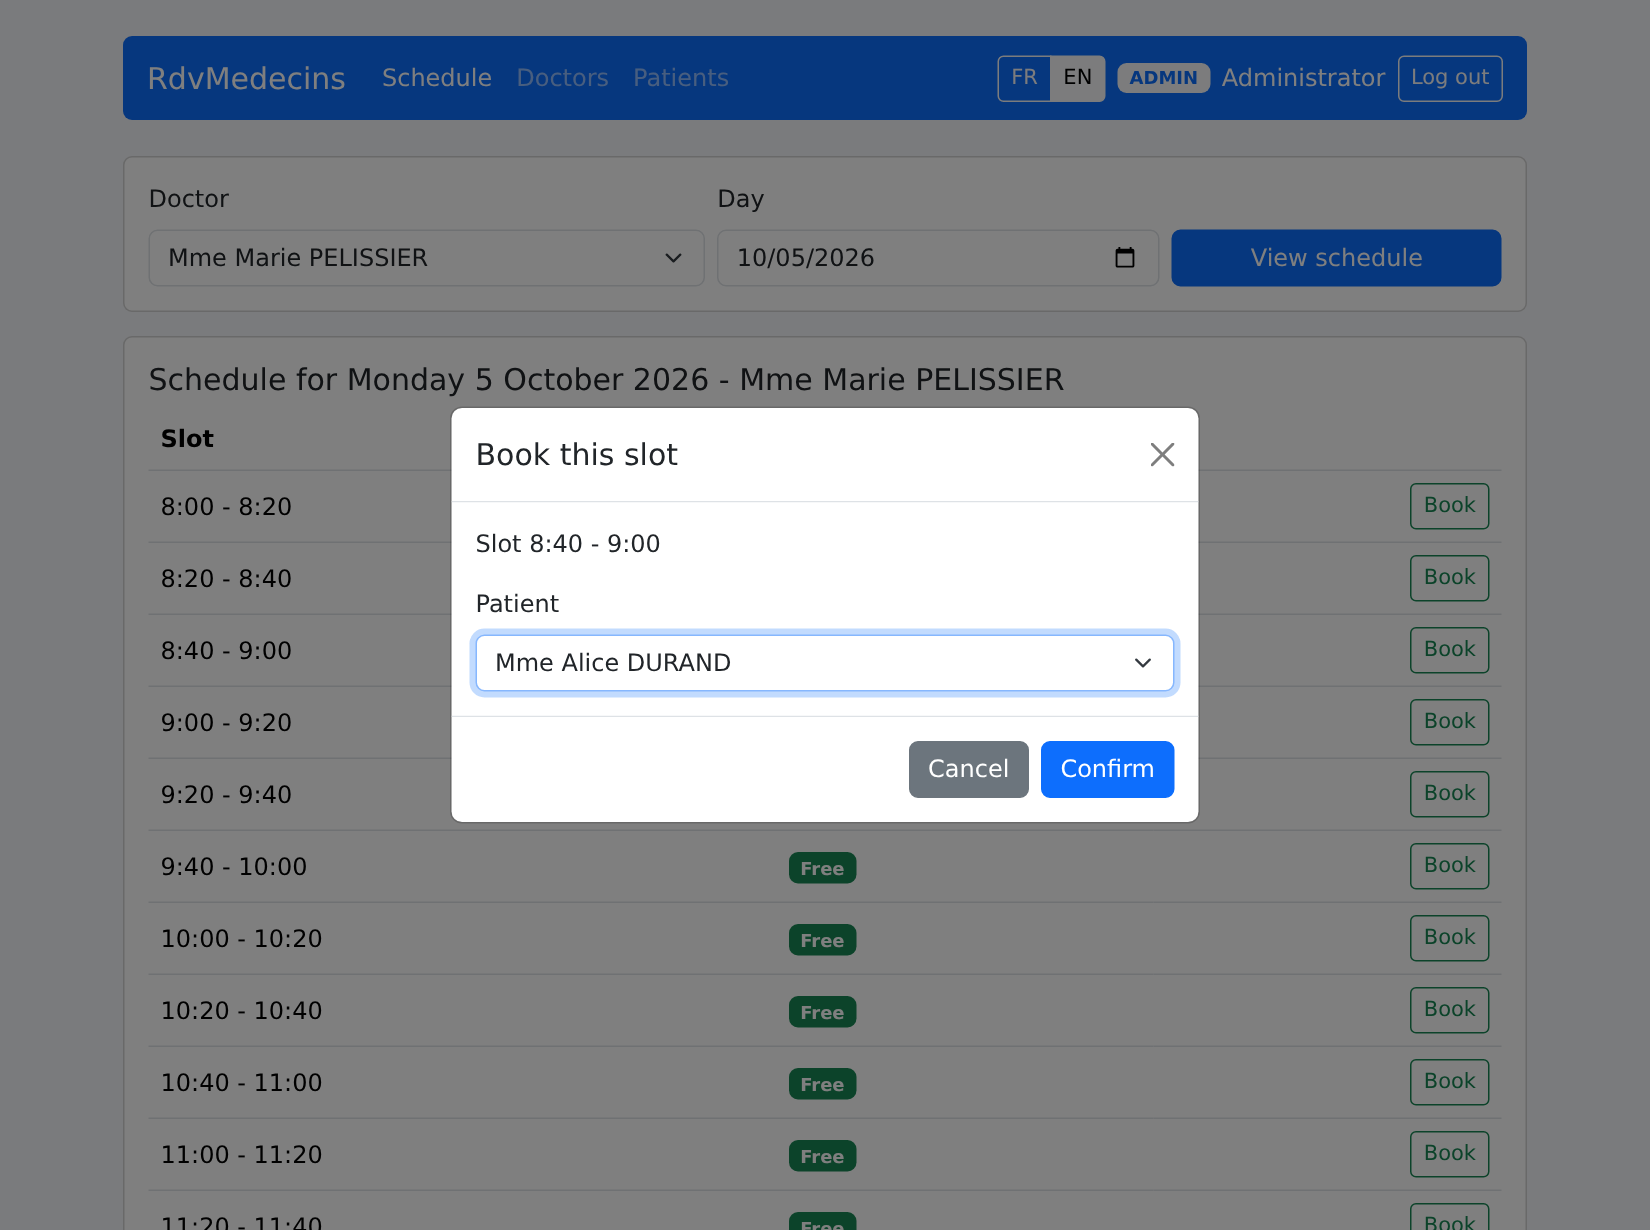 RdvMedecins Schedule Doctors Patients FR EN ADMIN Administrator Log out
Doctor Day
Mme Marie PELISSIER 10/05/2026 View schedule
Schedule for Monday 5 October 2026 - Mme Marie PELISSIER
Slot
Book this slot
8:00 - 8:20 Book
Slot 8:40 - 9:00
8:20 - 8:40 Book
Patient
8:40 - 9:00 Book
Mme Alice DURAND
9:00 - 9:20 Book
Cancel Confirm
9:20 - 9:40 Book
9:40 - 10:00 Free Book
10:00 - 10:20 Free Book
10:20 - 10:40 Free Book
10:40 - 11:00 Free Book
11:00 - 11:20 Free Book
11:20 - 11:40 Free Book